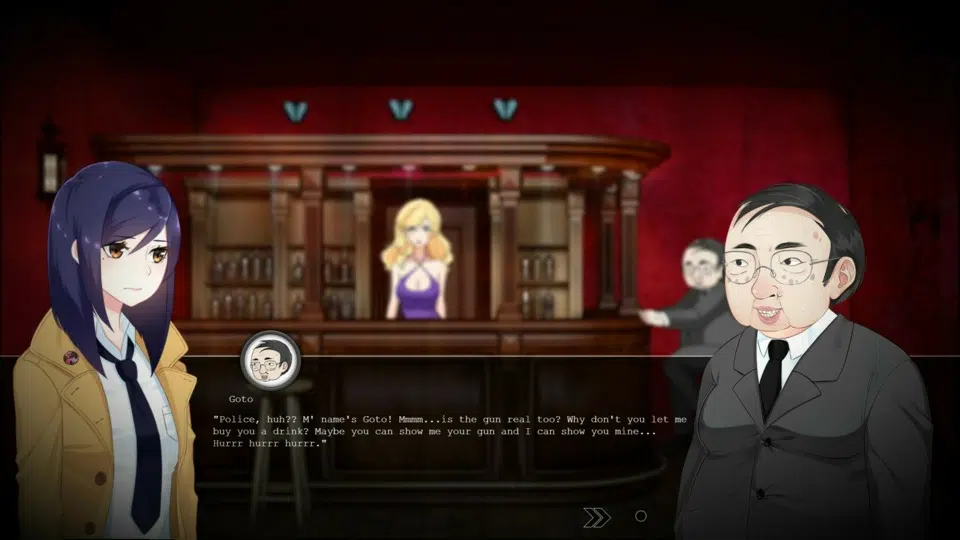 Goto
"Police, huh?? M' name's Goto! Mmmm...is the gun real too? Why don't you let me
buy you a drink? Maybe you can show me your gun and I can show you mine...
Hurrr hurrr hurrr."